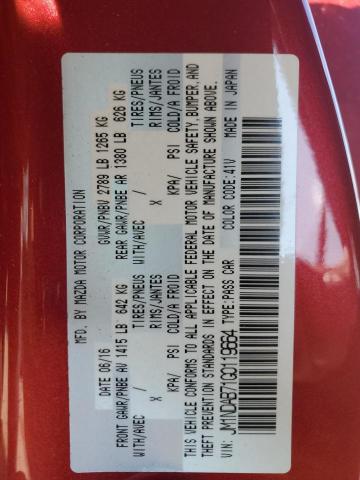 MFD. BY MAZDA MOTOR CORPORATION
DATE 06/16 GVWR/PNBV 2789 LB 1265 KG
FRONT GAWR/PNBE AV 1415 LB 642 KG REAR GAWR/PNBE AR 1380 LB 626 KG
WITH/AVEC / TIRES/PNEUS WITH/AVEC / TIRES/PNEUS
X RIMS/JANTES X RIMS/JANTES
KPA/ PSI COLD/A FROID KPA/ PSI COLD/A FROID
THIS VEHICLE CONFORMS TO ALL APPLICABLE FEDERAL MOTOR VEHICLE SAFETY, BUMPER, AND
THEFT PREVENTION STANDARDS IN EFFECT ON THE DATE OF MANUFACTURE SHOWN ABOVE.
VIN: JM1NDAB71G0119664 TYPE: PASS CAR COLOR CODE: 41V MADE IN JAPAN